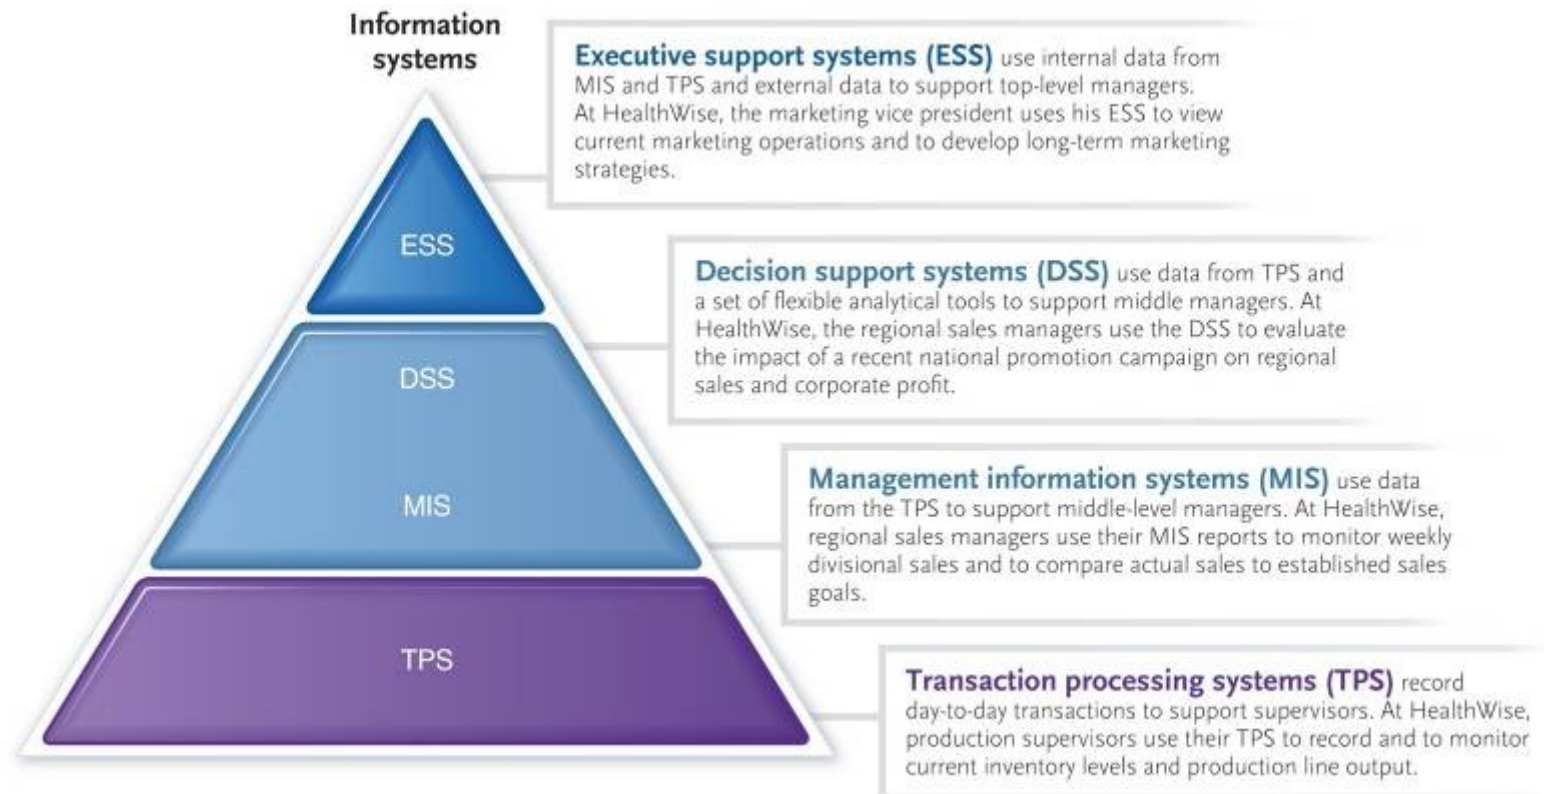 Information
systems
Executive support systems (ESS) use internal data from
MIS and TPS and external data to support top-level managers.
At HealthWise, the marketing vice president uses his ESS to view
current marketing operations and to develop long-term marketing
strategies.
ESS
Decision support systems (DSS) use data from TPS and
a set of flexible analytical tools to support middle managers. At
HealthWise, the regional sales managers use the DSS to evaluate
the impact of a recent national promotion campaign on regional
sales and corporate profit.
DSS
Management information systems (MIS) use data
from the TPS to support middle-level managers. At HealthWise,
regional sales managers use their MIS reports to monitor weekly
divisional sales and to compare actual sales to established sales
goals.
MIS
Transaction processing systems (TPS) record
day-to-day transactions to support supervisors. At HealthWise,
production supervisors use their TPS to record and to monitor
current inventory levels and production line output.
TPS